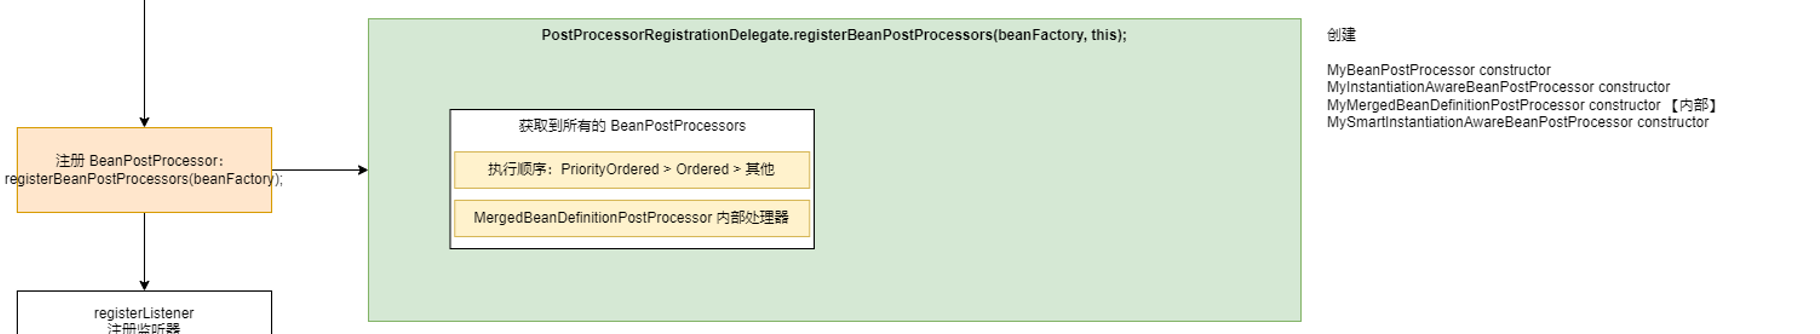 PostProcessorRegistrationDelegate.registerBeanPostProcessors(beanFactory, this);
创建
MyBeanPostProcessor constructor
MyInstantiationAwareBeanPostProcessor constructor
MyMergedBeanDefinitionPostProcessor constructor 【内部】
MySmartInstantiationAwareBeanPostProcessor constructor
获取到所有的 BeanPostProcessors
执行顺序：PriorityOrdered > Ordered > 其他
MergedBeanDefinitionPostProcessor 内部处理器
注册 BeanPostProcessor：
registerBeanPostProcessors(beanFactory);
registerListener
注册监听器